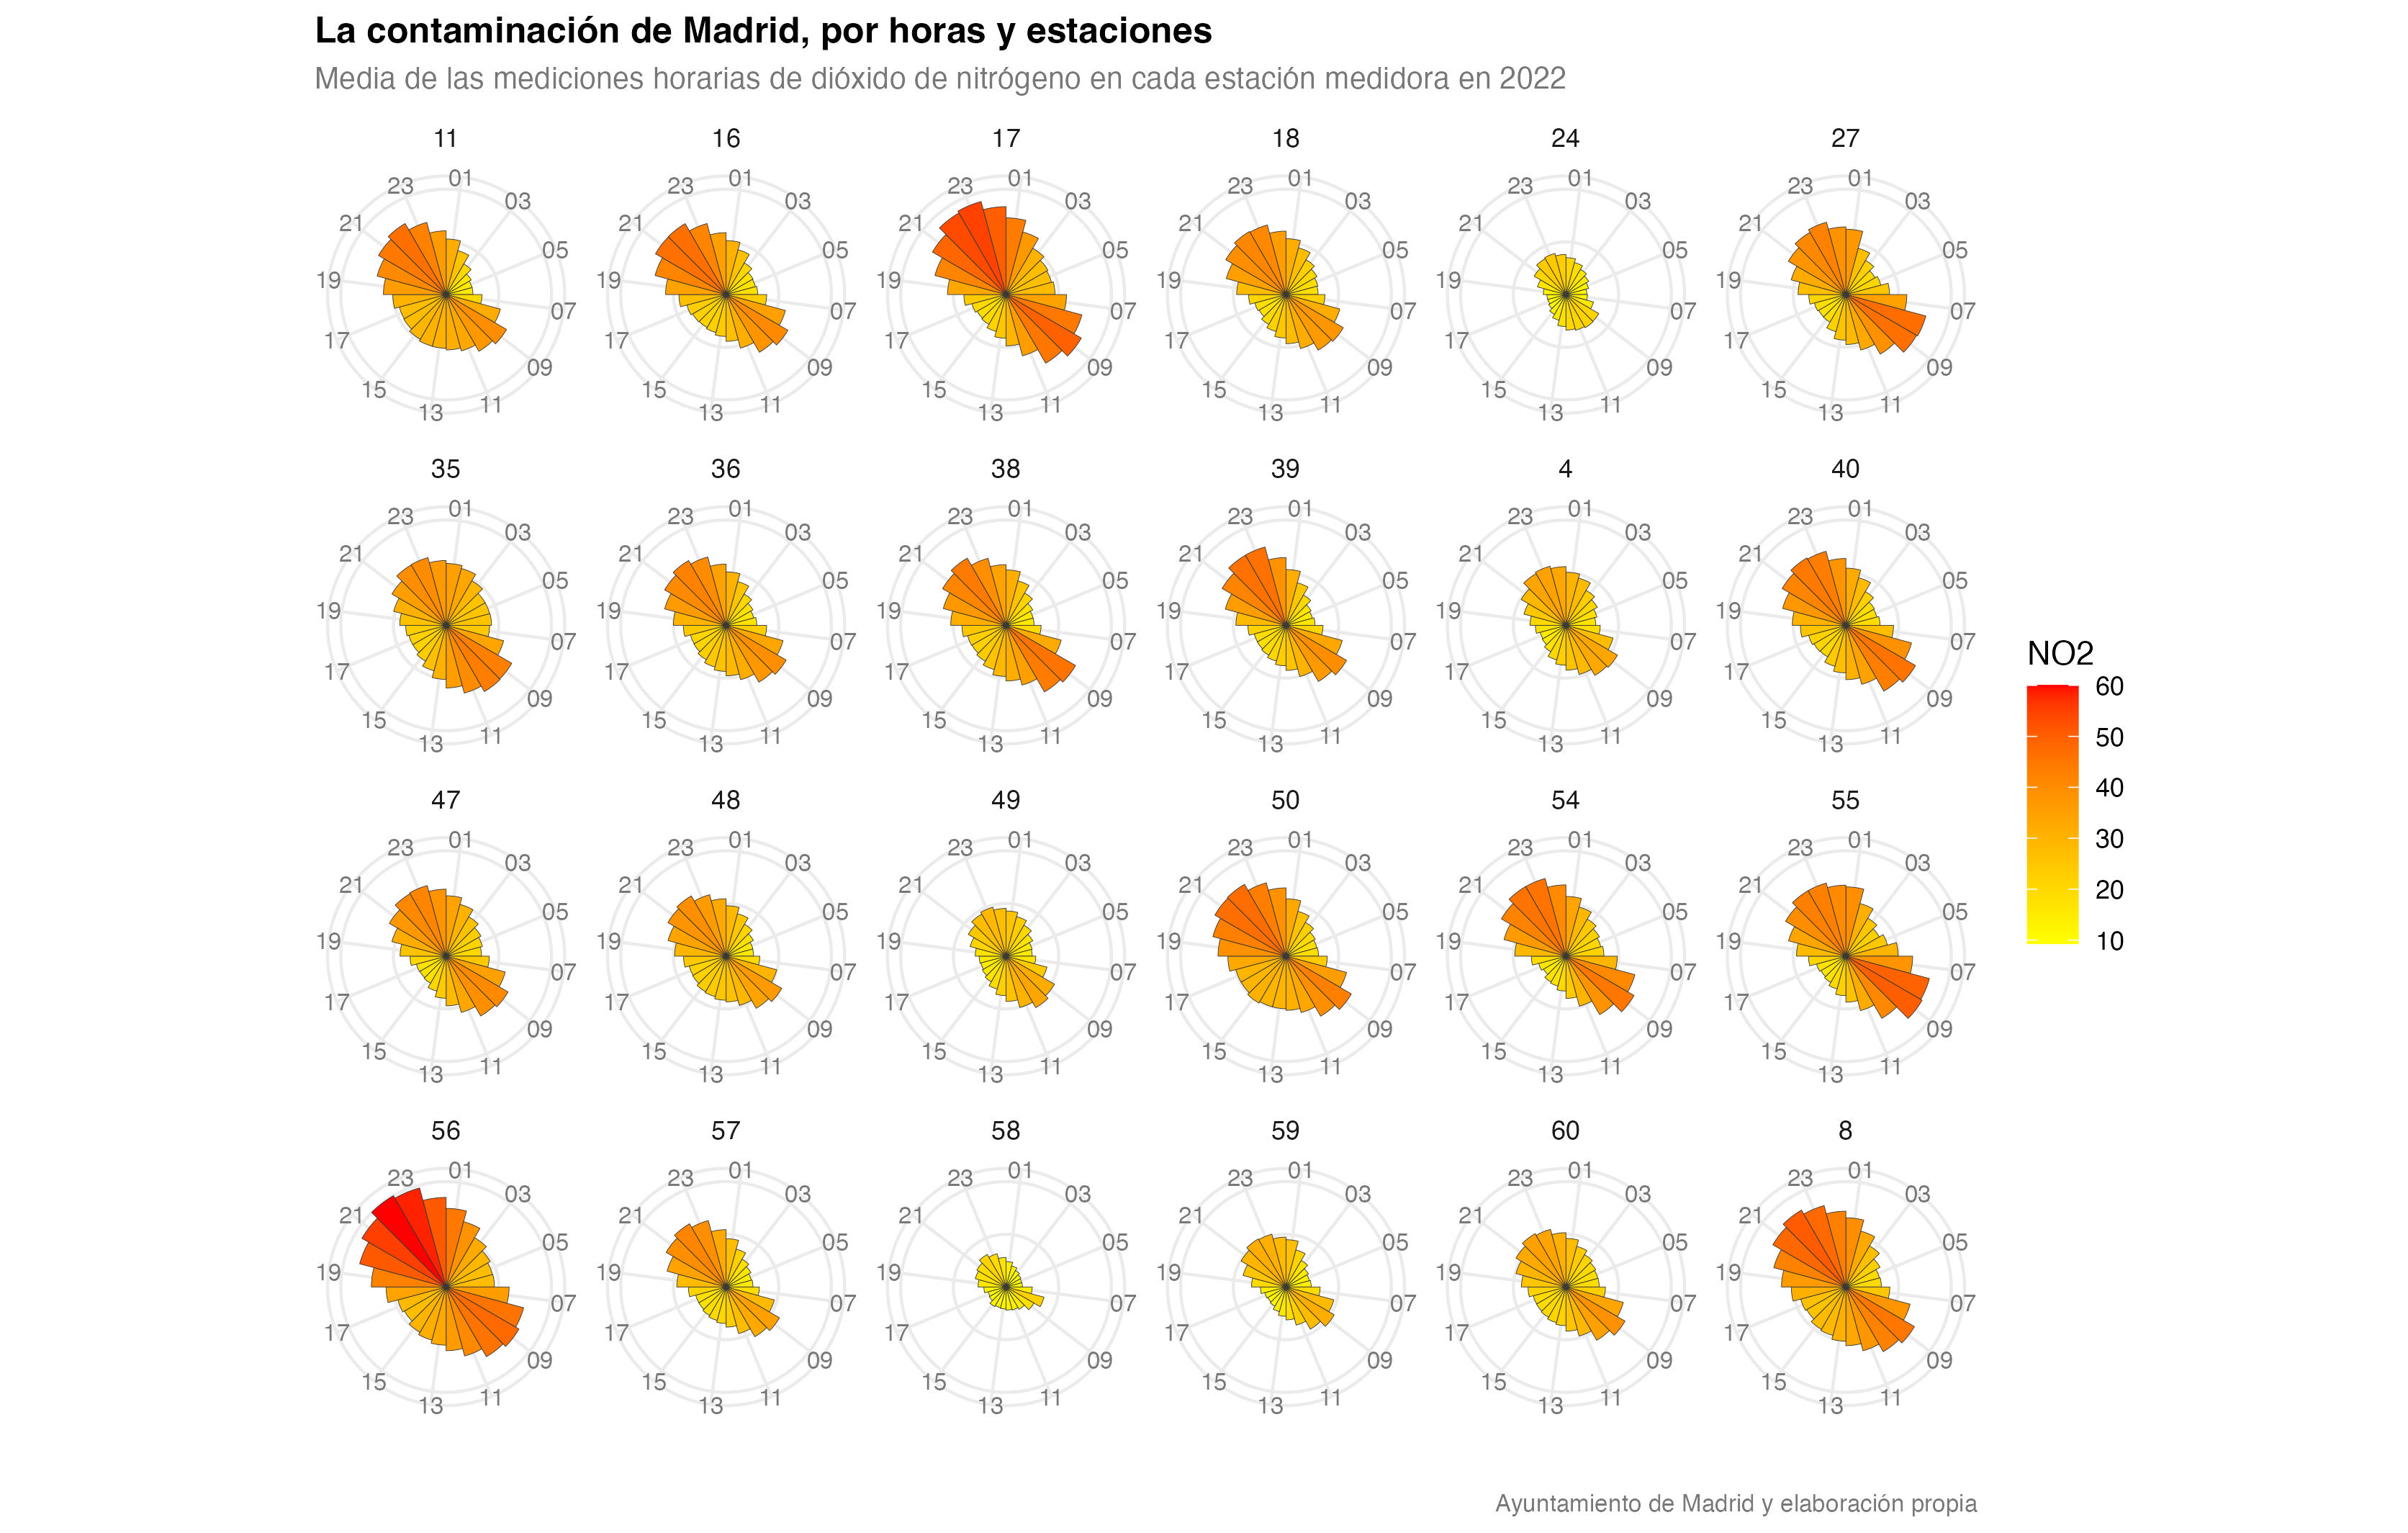 La contaminación de Madrid, por horas y estaciones
Media de las mediciones horarias de dióxido de nitrógeno en cada estación medidora en 2022
11 16 17 18 24 27
23 01 23 01 23 01 23 01 23 01 23 01
03 03 03 03 03 03
21 21 21 21 21 21
05 05 05 05 05 05
19 19 19 19 19 19
07 07 07 07 07 07
17 17 17 17 17 17
09 09 09 09 09 09
15 15 15 15 15 15
13 11 13 11 13 11 13 11 13 11 13 11
35 36 38 39 4 40
23 01 23 01 23 01 23 01 23 01 23 01
03 03 03 03 03 03
21 21 21 21 21 21
05 05 05 05 05 05
19 19 19 19 19 19
07 07 07 07 07 07
17 17 17 17 17 17
09 09 09 09 09 09
15 15 15 15 15 15
13 11 13 11 13 11 13 11 13 11 13 11
47 48 49 50 54 55
23 01 23 01 23 01 23 01 23 01 23 01
03 03 03 03 03 03
21 21 21 21 21 21
05 05 05 05 05 05
19 19 19 19 19 19
07 07 07 07 07 07
17 17 17 17 17 17
09 09 09 09 09 09
15 15 15 15 15 15
13 11 13 11 13 11 13 11 13 11 13 11
56 57 58 59 60 8
23 01 23 01 23 01 23 01 23 01 23 01
03 03 03 03 03 03
21 21 21 21 21 21
05 05 05 05 05 05
19 19 19 19 19 19
07 07 07 07 07 07
17 17 17 17 17 17
09 09 09 09 09 09
15 15 15 15 15 15
13 11 13 11 13 11 13 11 13 11 13 11
NO2
60
50
40
30
20
10
Ayuntamiento de Madrid y elaboración propia